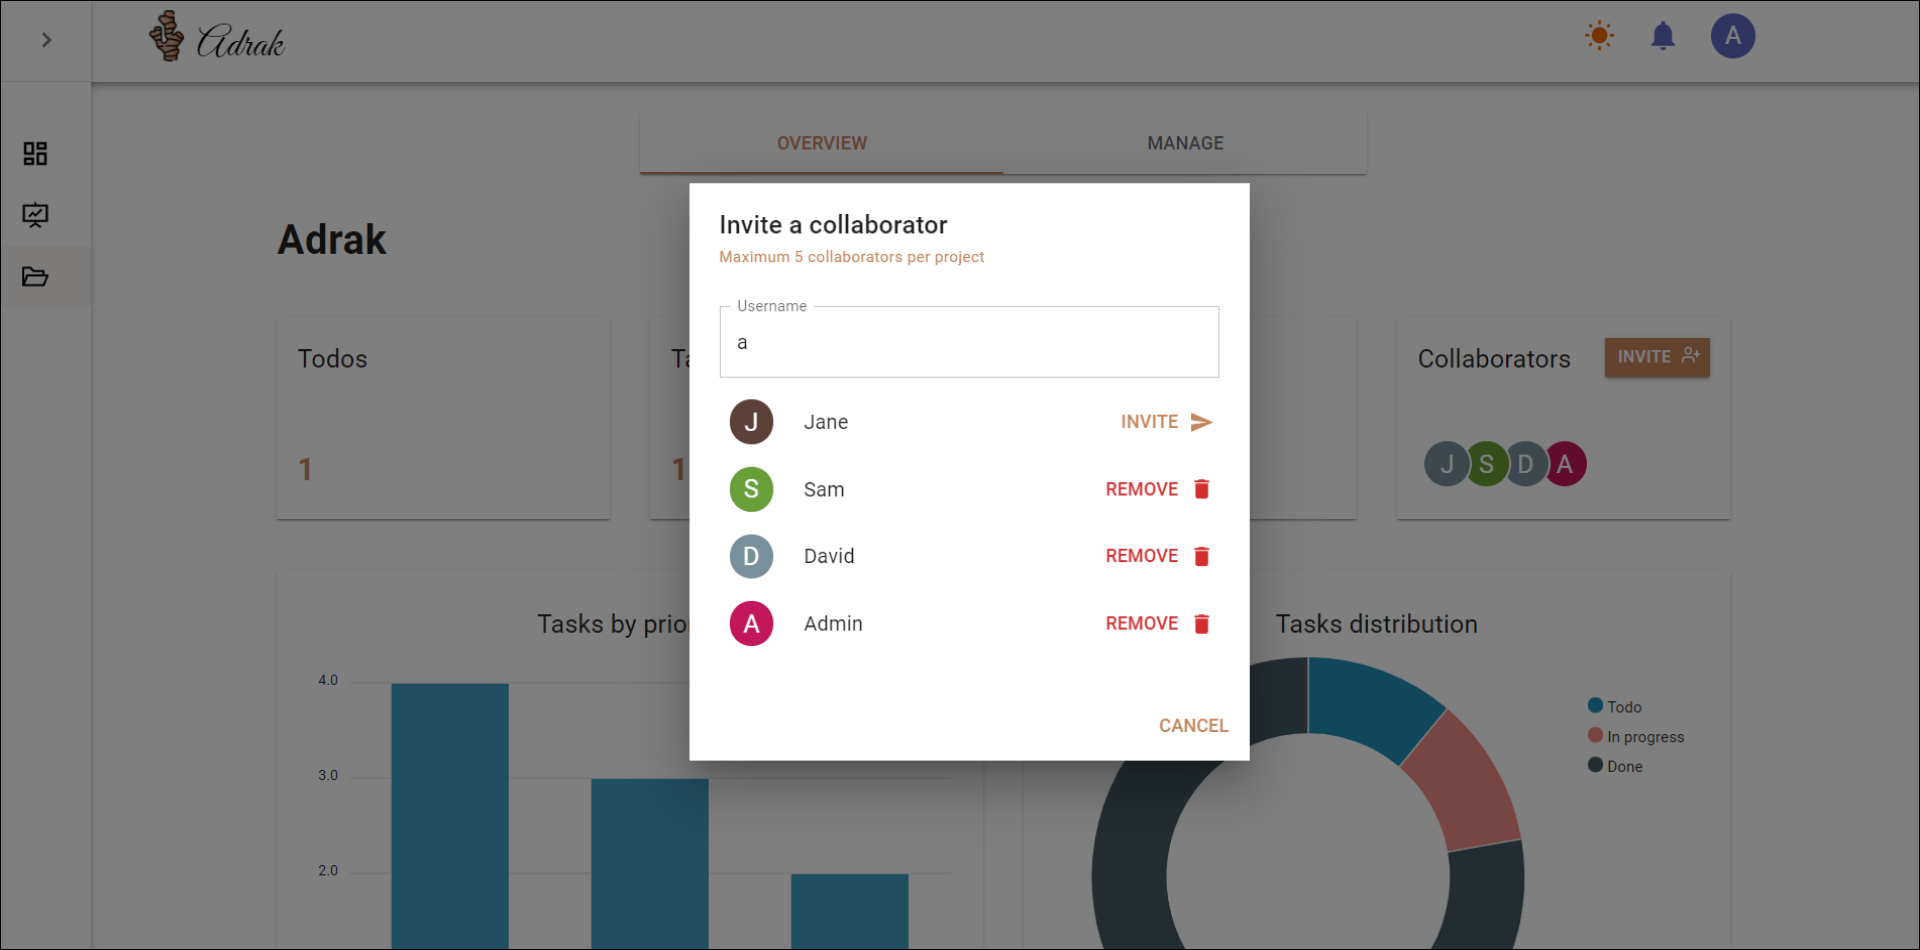 Adrak
A
OVERVIEW
MANAGE
Adrak
Invite a collaborator
Maximum 5 collaborators per project
Username
a
J Jane INVITE
S Sam REMOVE
D David REMOVE
A Admin REMOVE
CANCEL
Todos
1
Ta
1
Collaborators
INVITE
J S D A
Tasks by prio
4.0
3.0
2.0
Tasks distribution
Todo
In progress
Done